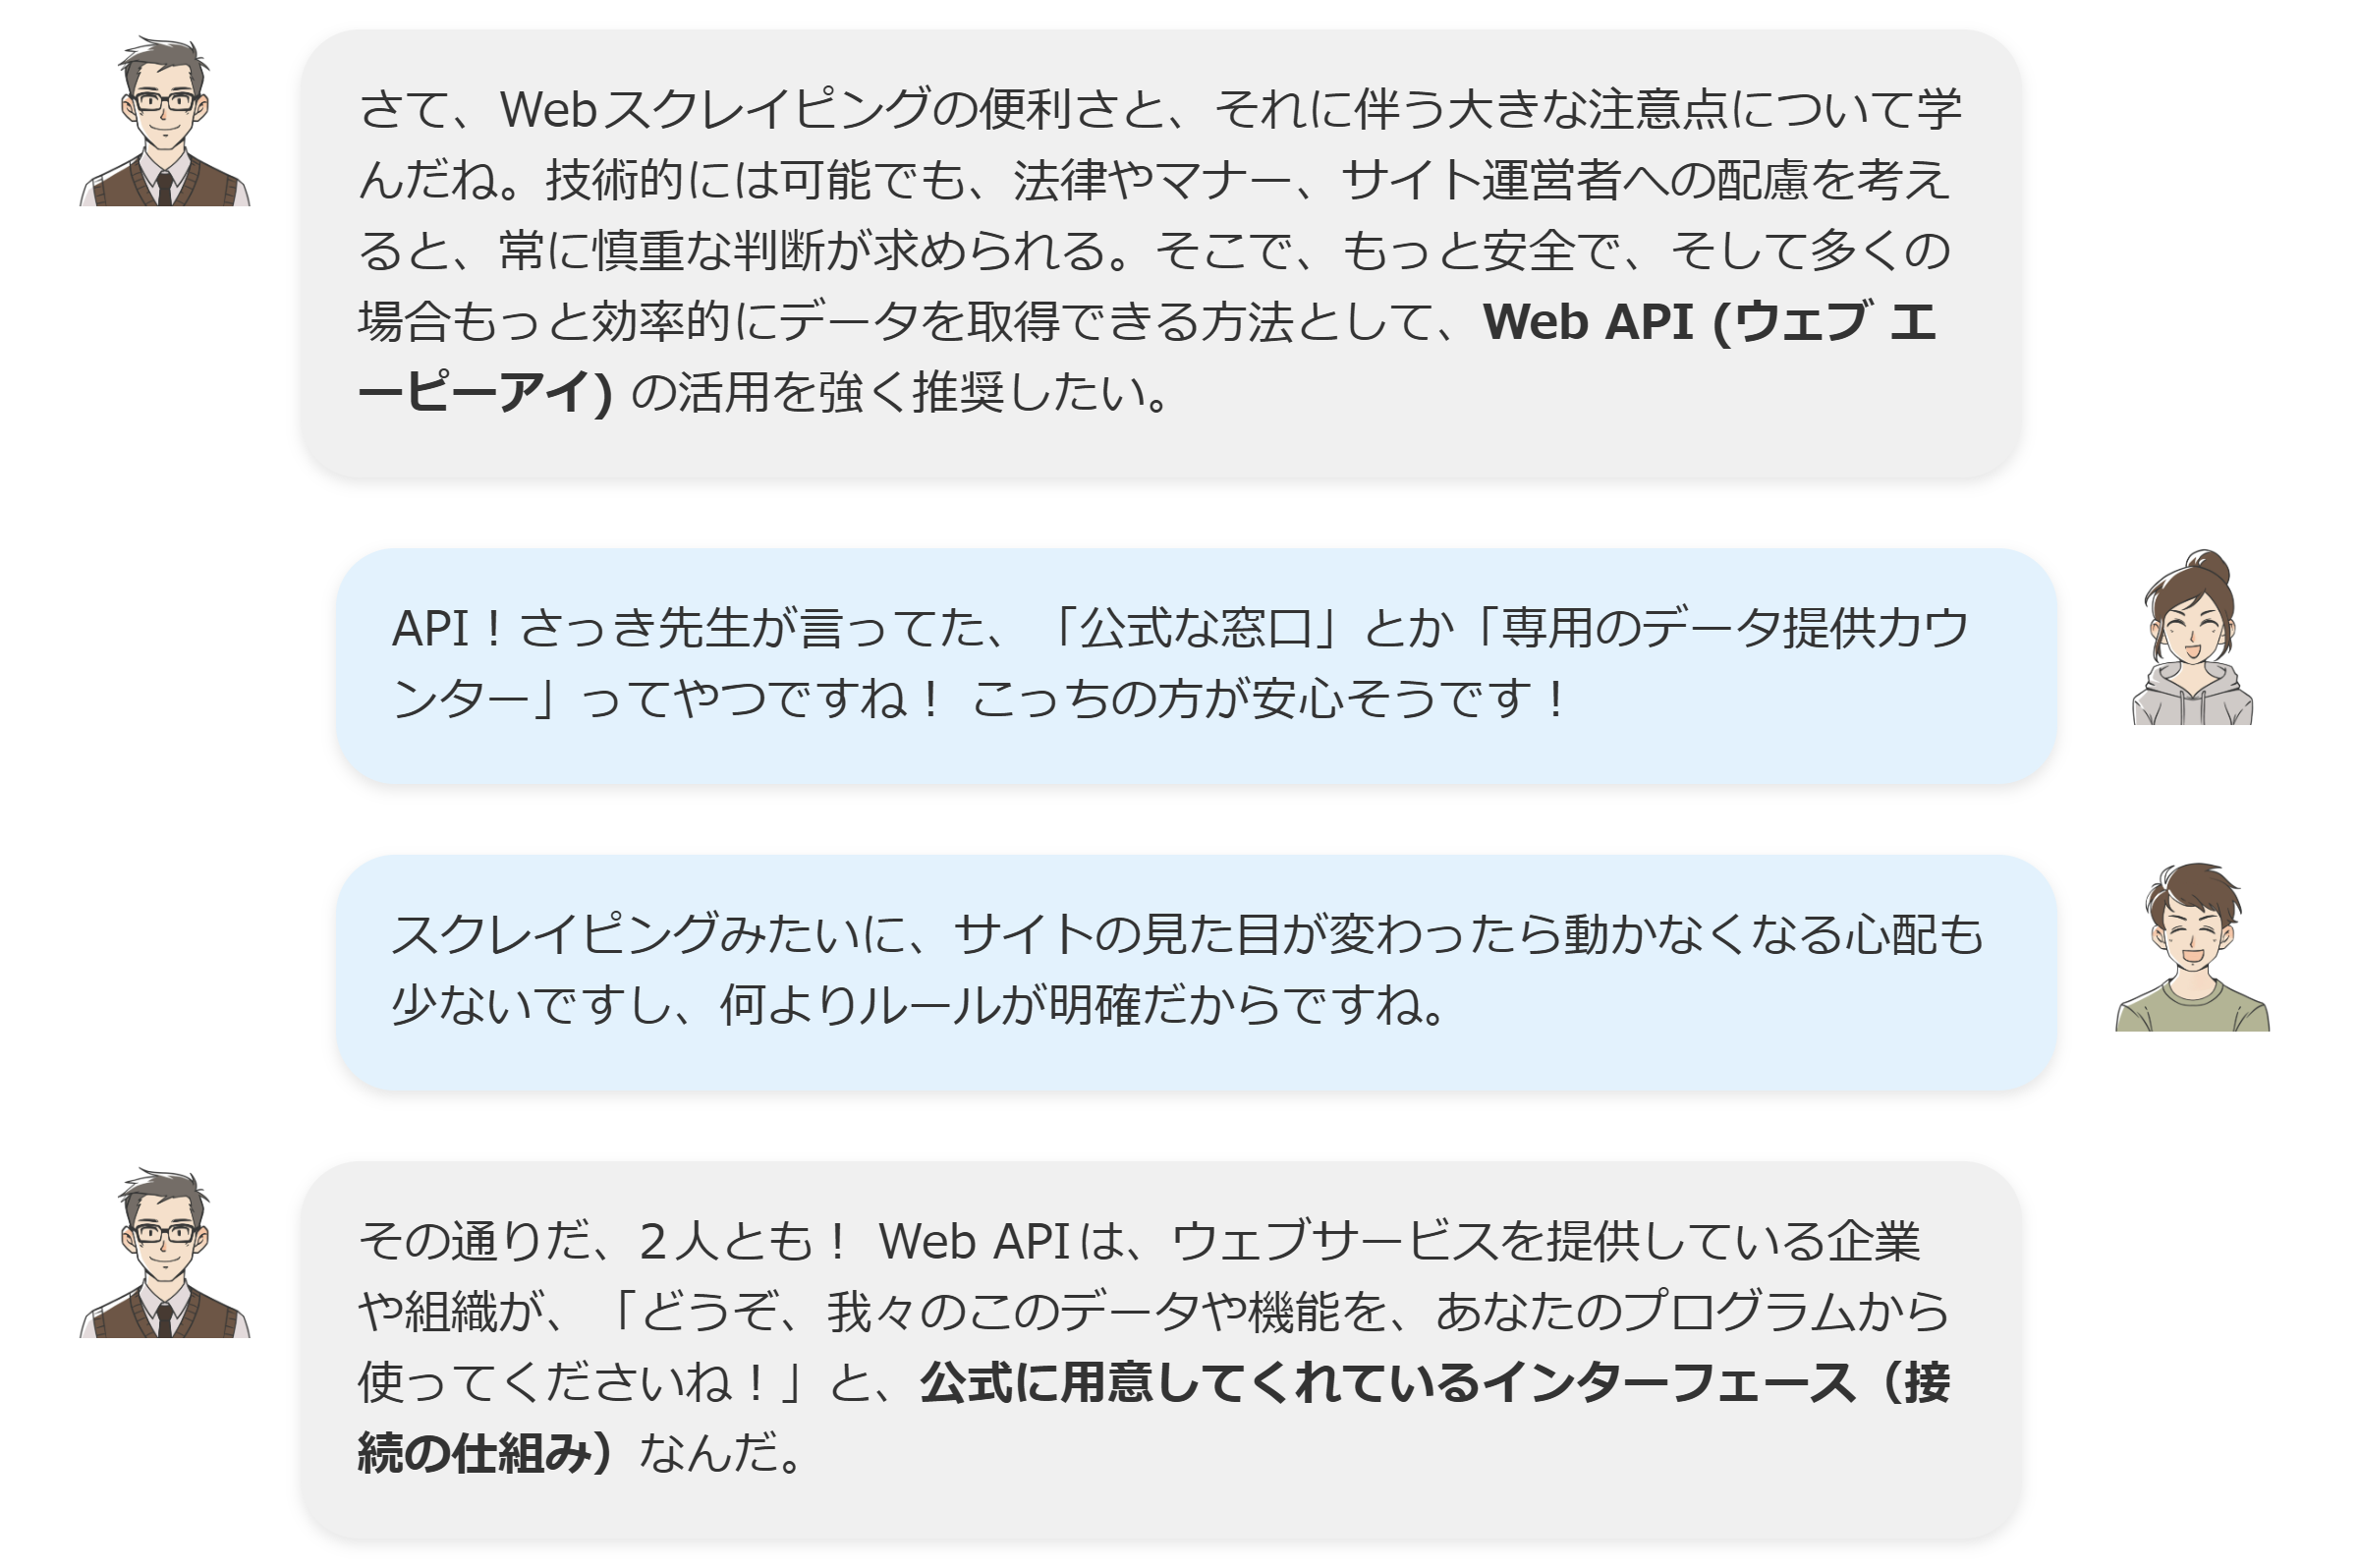 さて、Webスクレイピングの便利さと、それに伴う大きな注意点について学
んだね。技術的には可能でも、法律やマナー、サイト運営者への配慮を考え
ると、常に慎重な判断が求められる。そこで、もっと安全で、そして多くの
場合もっと効率的にデータを取得できる方法として、Web API (ウェブ エ
ーピーアイ) の活用を強く推奨したい。
API！さっき先生が言ってた、「公式な窓口」とか「専用のデータ提供カウ
ンター」ってやつですね！ こっちの方が安心そうです！
スクレイピングみたいに、サイトの見た目が変わったら動かなくなる心配も
少ないですし、何よりルールが明確だからですね。
その通りだ、2人とも！ Web APIは、ウェブサービスを提供している企業
や組織が、「どうぞ、我々のこのデータや機能を、あなたのプログラムから
使ってくださいね！」と、公式に用意してくれているインターフェース（接
続の仕組み）なんだ。